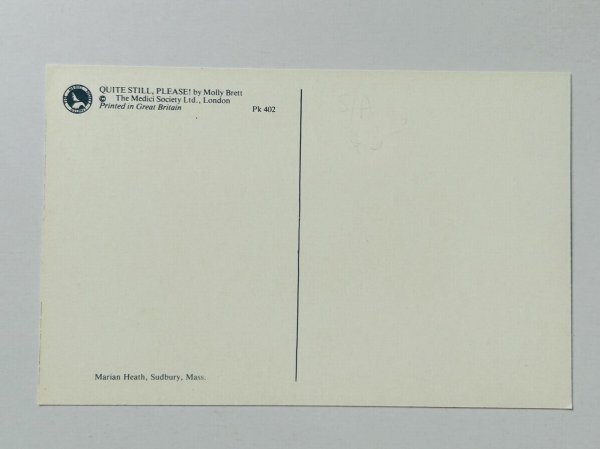 QUITE STILL, PLEASE! by Molly Brett
© The Medici Society Ltd., London
Printed in Great Britain Pk 402
Marian Heath, Sudbury, Mass.